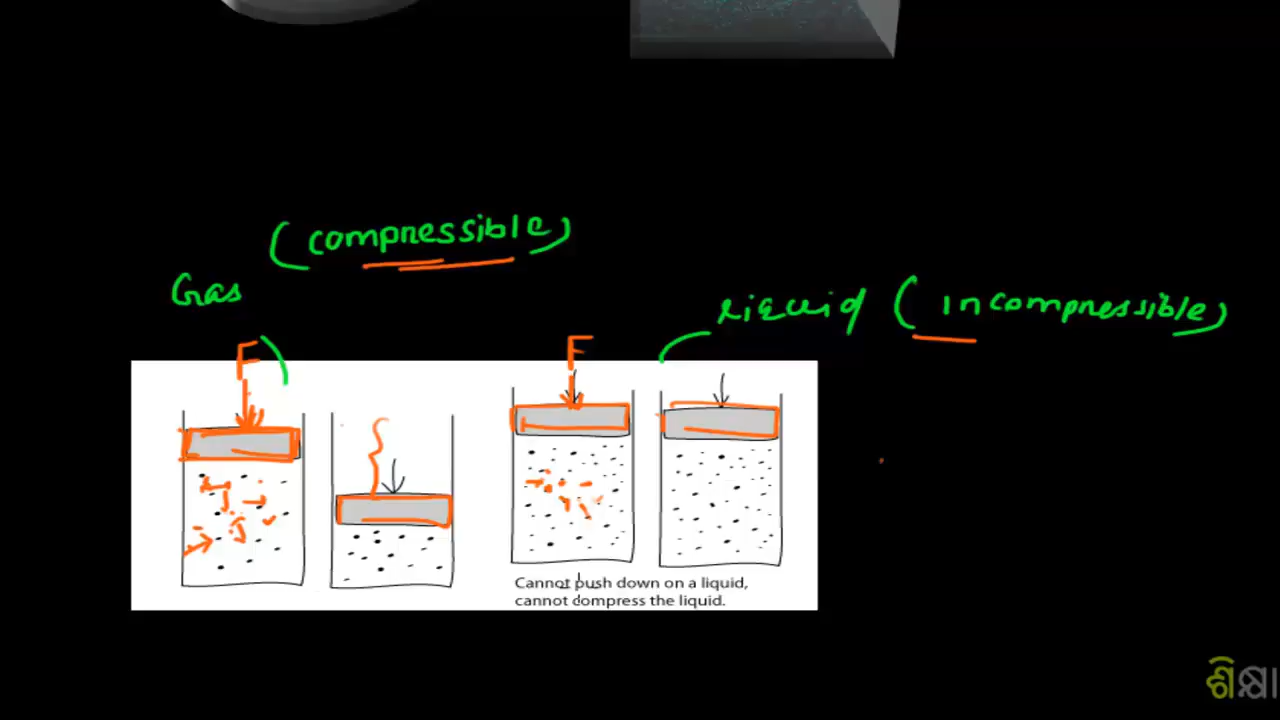 (compressible)
Gas
liquid (incompressible)
F
F
Cannot push down on a liquid,
cannot compress the liquid.
ଶିକ୍ଷା